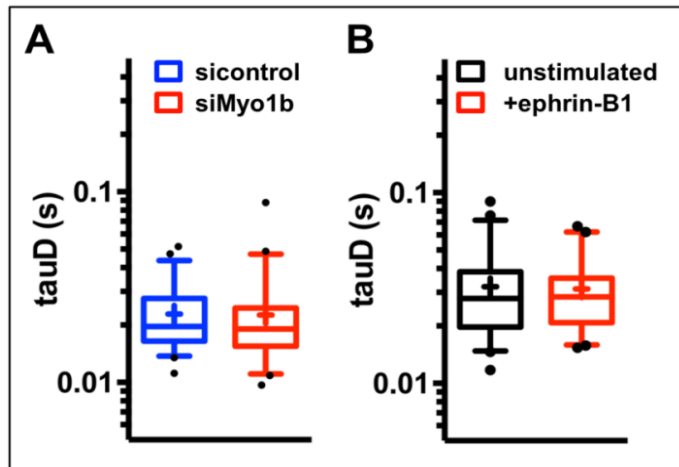 A
sicontrol
siMyo1b
tauD (s)
0.1
0.01
B
unstimulated
+ephrin-B1
tauD (s)
0.1
0.01